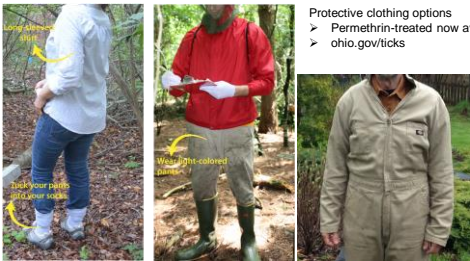 Long-sleeved
shirt
Tuck your pants
into your socks
Wear light-colored
pants
Protective clothing options
➤ Permethrin-treated now
➤ ohio.gov/ticks